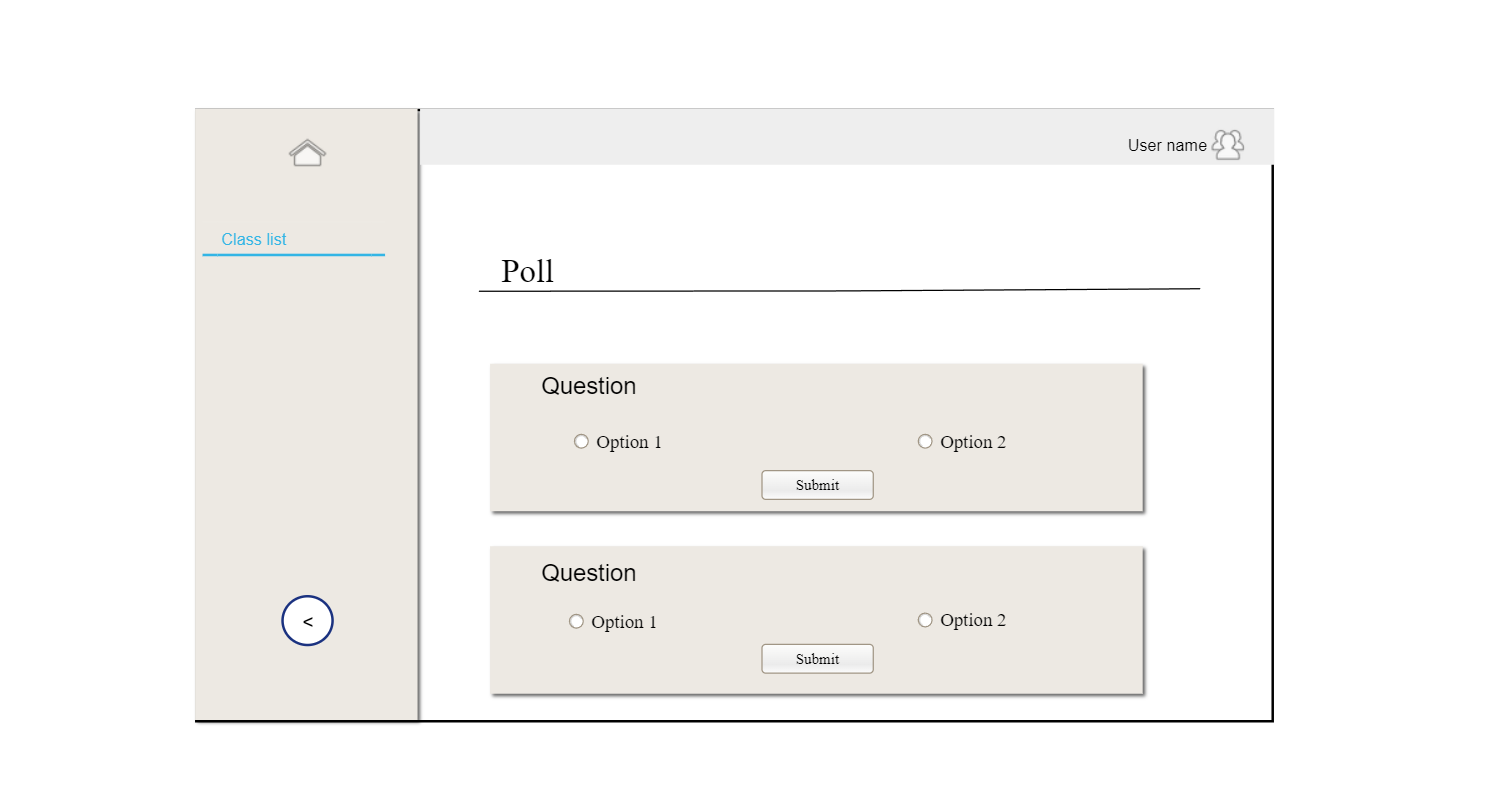 User name
Class list
Poll
Question
Option 1
Option 2
Submit
Question
Option 1
Option 2
Submit
<